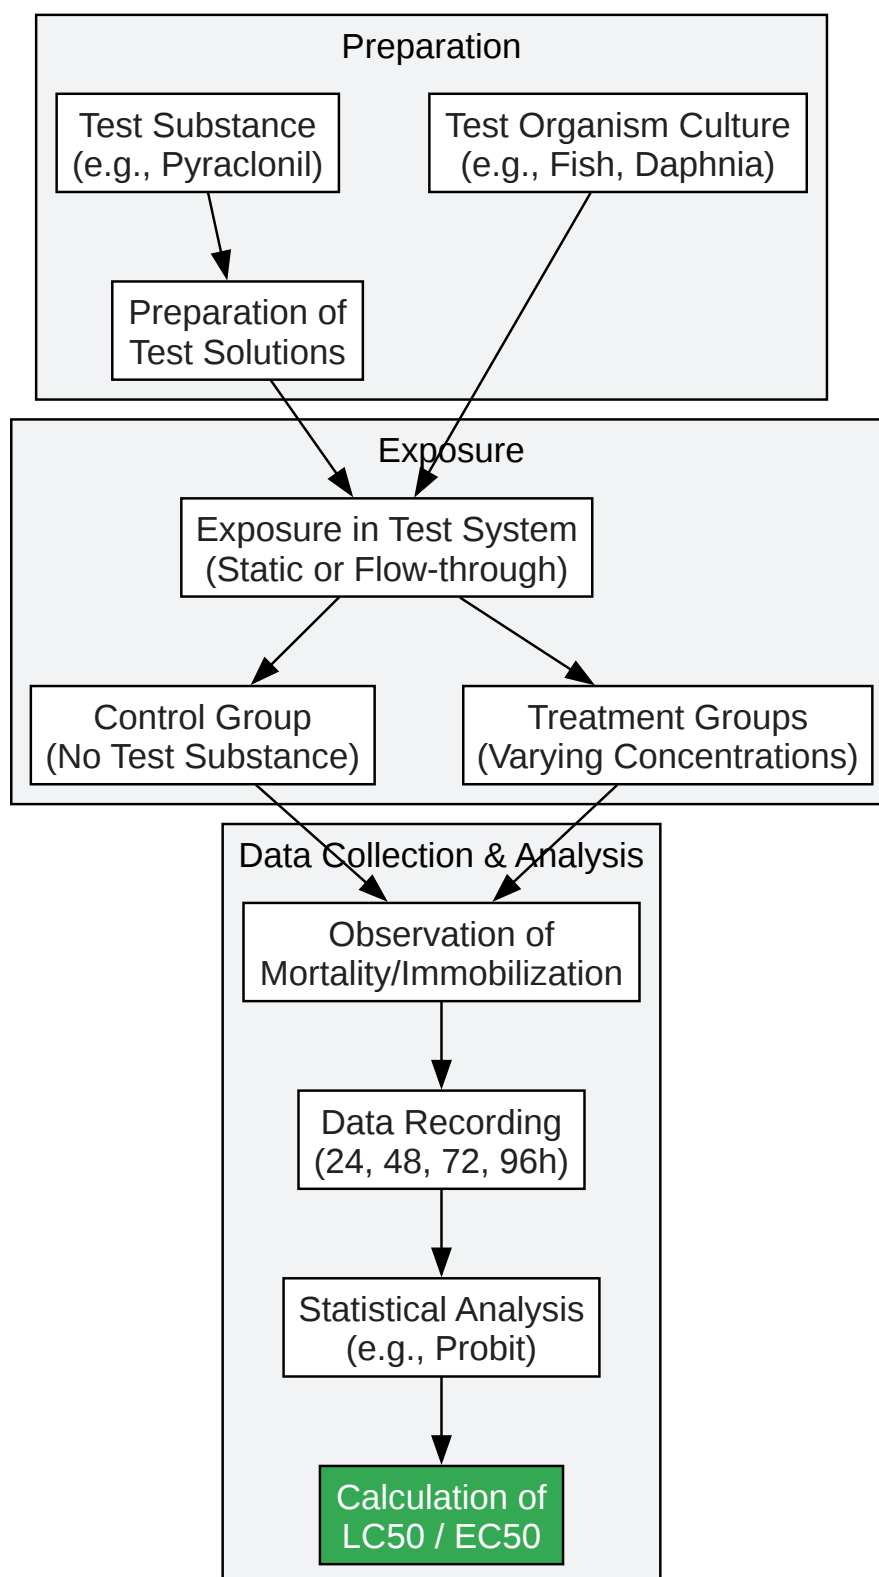 Preparation
Test Substance
(e.g., Pyraclonil)
Test Organism Culture
(e.g., Fish, Daphnia)
Preparation of
Test Solutions
Exposure
Exposure in Test System
(Static or Flow-through)
Control Group
(No Test Substance)
Treatment Groups
(Varying Concentrations)
Data Collection & Analysis
Observation of
Mortality/Immobilization
Data Recording
(24, 48, 72, 96h)
Statistical Analysis
(e.g., Probit)
Calculation of
LC50 / EC50